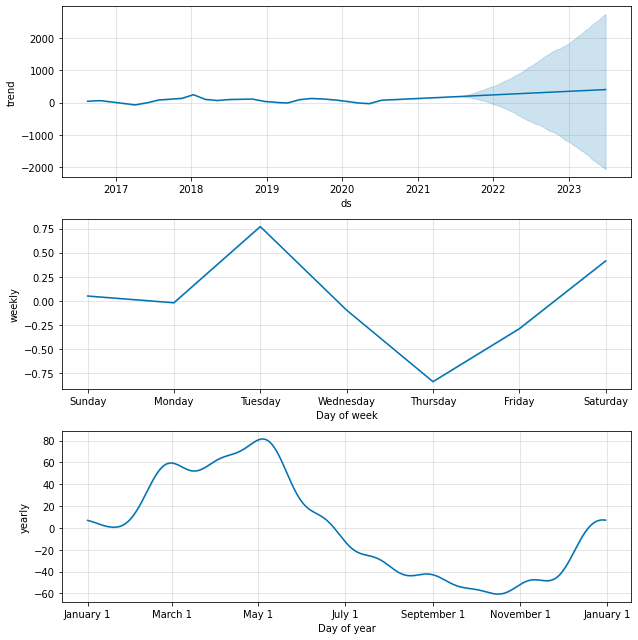 2000
1000
0
−1000
−2000
trend
2017 2018 2019 2020 2021 2022 2023
ds
0.75
0.50
0.25
0.00
−0.25
−0.50
−0.75
weekly
Sunday Monday Tuesday Wednesday Thursday Friday Saturday
Day of week
80
60
40
20
0
−20
−40
−60
yearly
January 1 March 1 May 1 July 1 September 1 November 1 January 1
Day of year